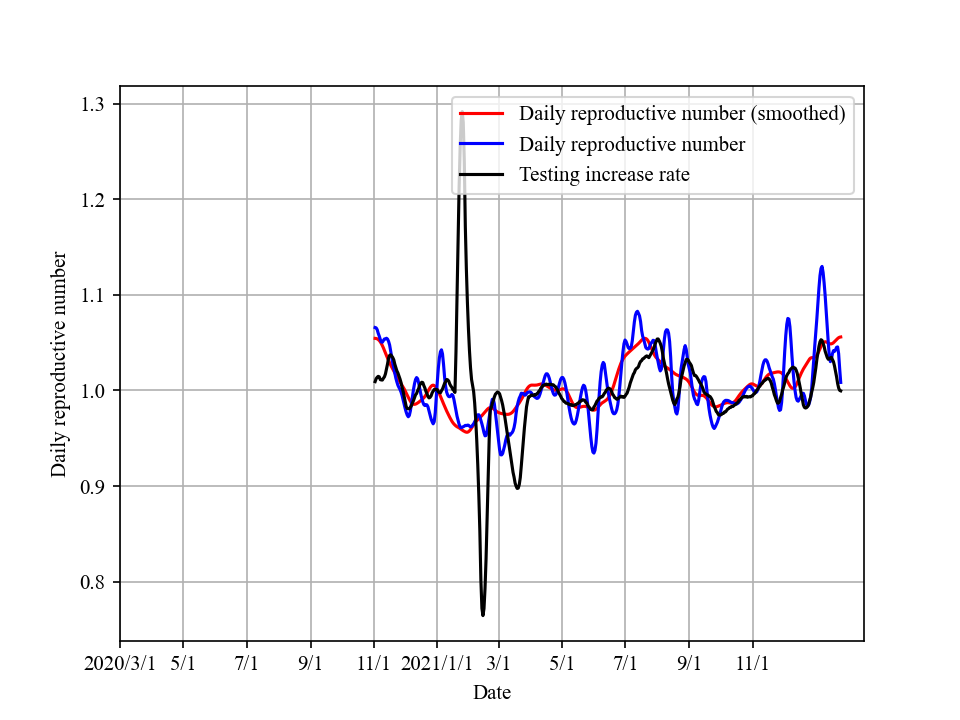 Daily reproductive number (smoothed)
Daily reproductive number
Testing increase rate
Daily reproductive number
1.3
1.2
1.1
1.0
0.9
0.8
2020/3/1 5/1 7/1 9/1 11/1 2021/1/1 3/1 5/1 7/1 9/1 11/1
Date